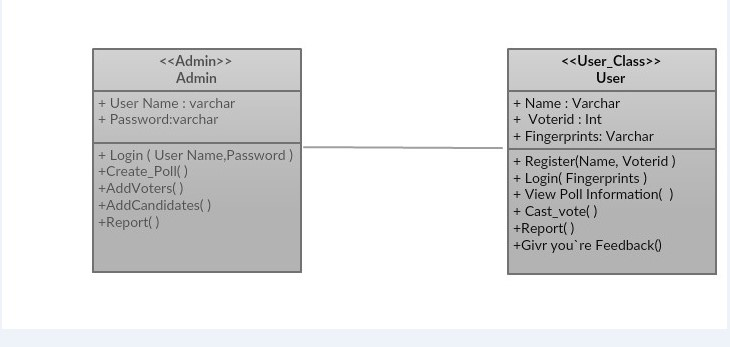 <<Admin>>
Admin
+ User Name : varchar
+ Password:varchar
+ Login ( User Name,Password )
+Create_Poll( )
+AddVoters( )
+AddCandidates( )
+Report( )
<<User_Class>>
User
+ Name : Varchar
+ Voterid : Int
+ Fingerprints: Varchar
+ Register(Name, Voterid )
+ Login( Fingerprints )
+ View Poll Information( )
+ Cast_vote( )
+Report( )
+Givr you`re Feedback()